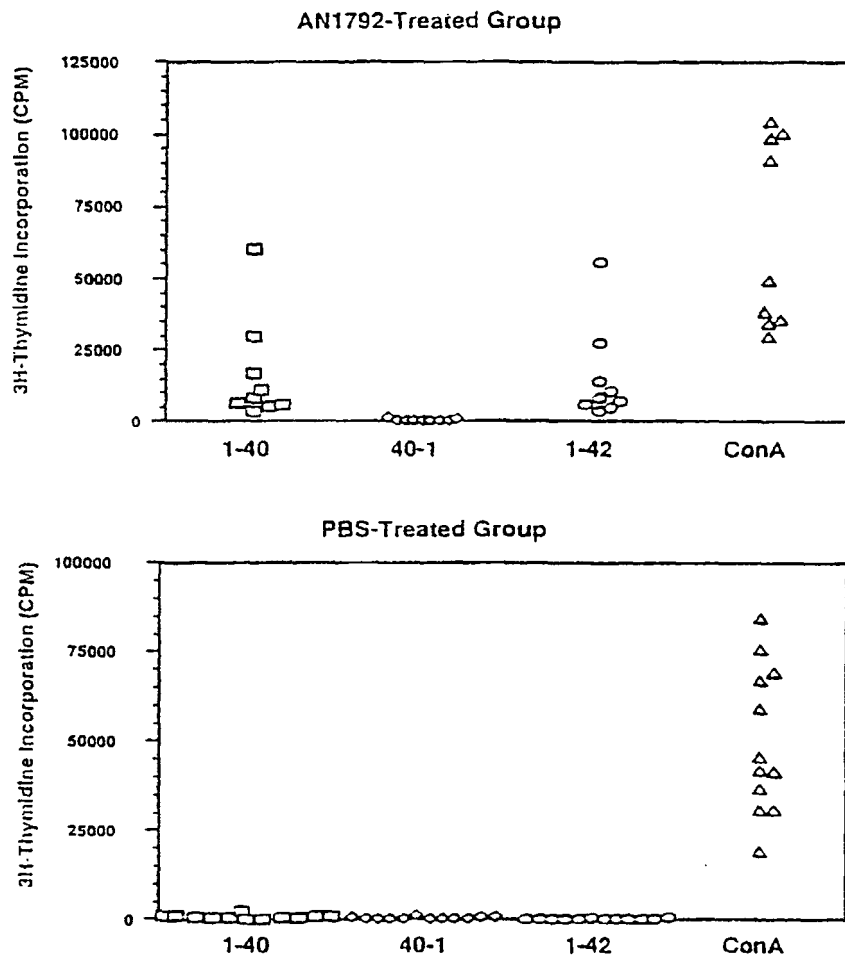 AN1792-Treated Group
3H-Thymidine Incorporation (CPM)
125000
100000
75000
50000
25000
0
1-40 40-1 1-42 ConA
PBS-Treated Group
3H-Thymidine Incorporation (CPM)
100000
75000
50000
25000
0
1-40 40-1 1-42 ConA